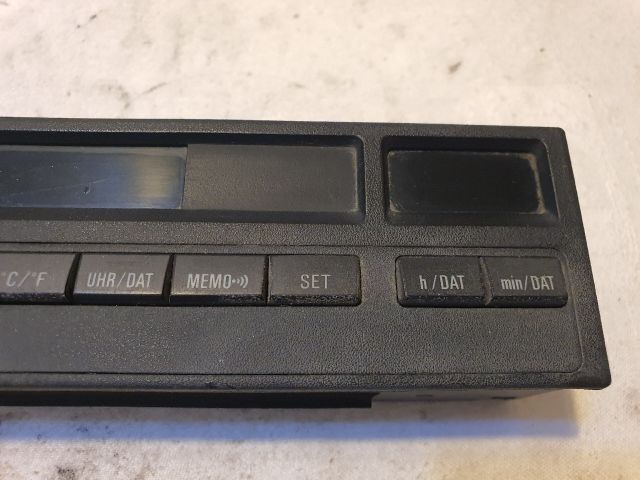 °C/°F UHR/DAT MEMO•)) SET h/DAT min/DAT